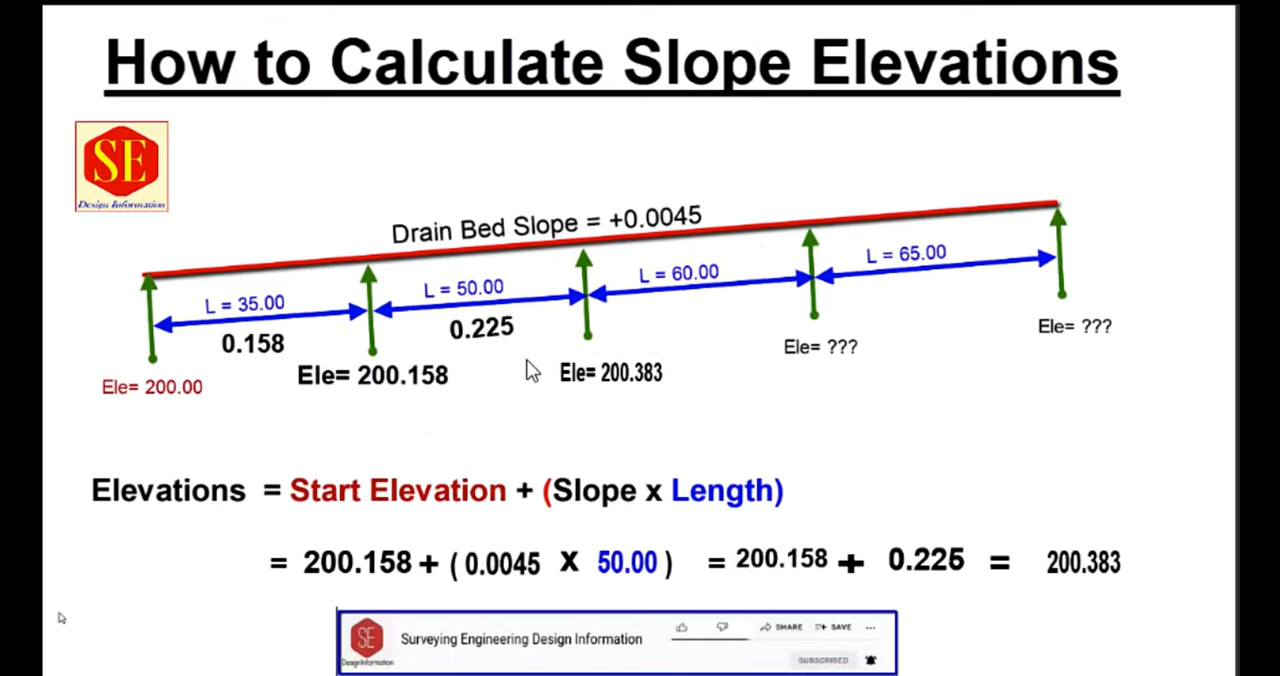 How to Calculate Slope Elevations
SE
Design Information
Drain Bed Slope = +0.0045
L = 35.00
L = 50.00
L = 60.00
L = 65.00
0.158
0.225
Ele= 200.00
Ele= 200.158
Ele= 200.383
Ele= ???
Ele= ???
Elevations = Start Elevation + (Slope x Length)
= 200.158 + ( 0.0045 X 50.00 ) = 200.158 + 0.225 = 200.383
SE
DesignInformation
Surveying Engineering Design Information
SHARE SAVE ...
SUBSCRIBED